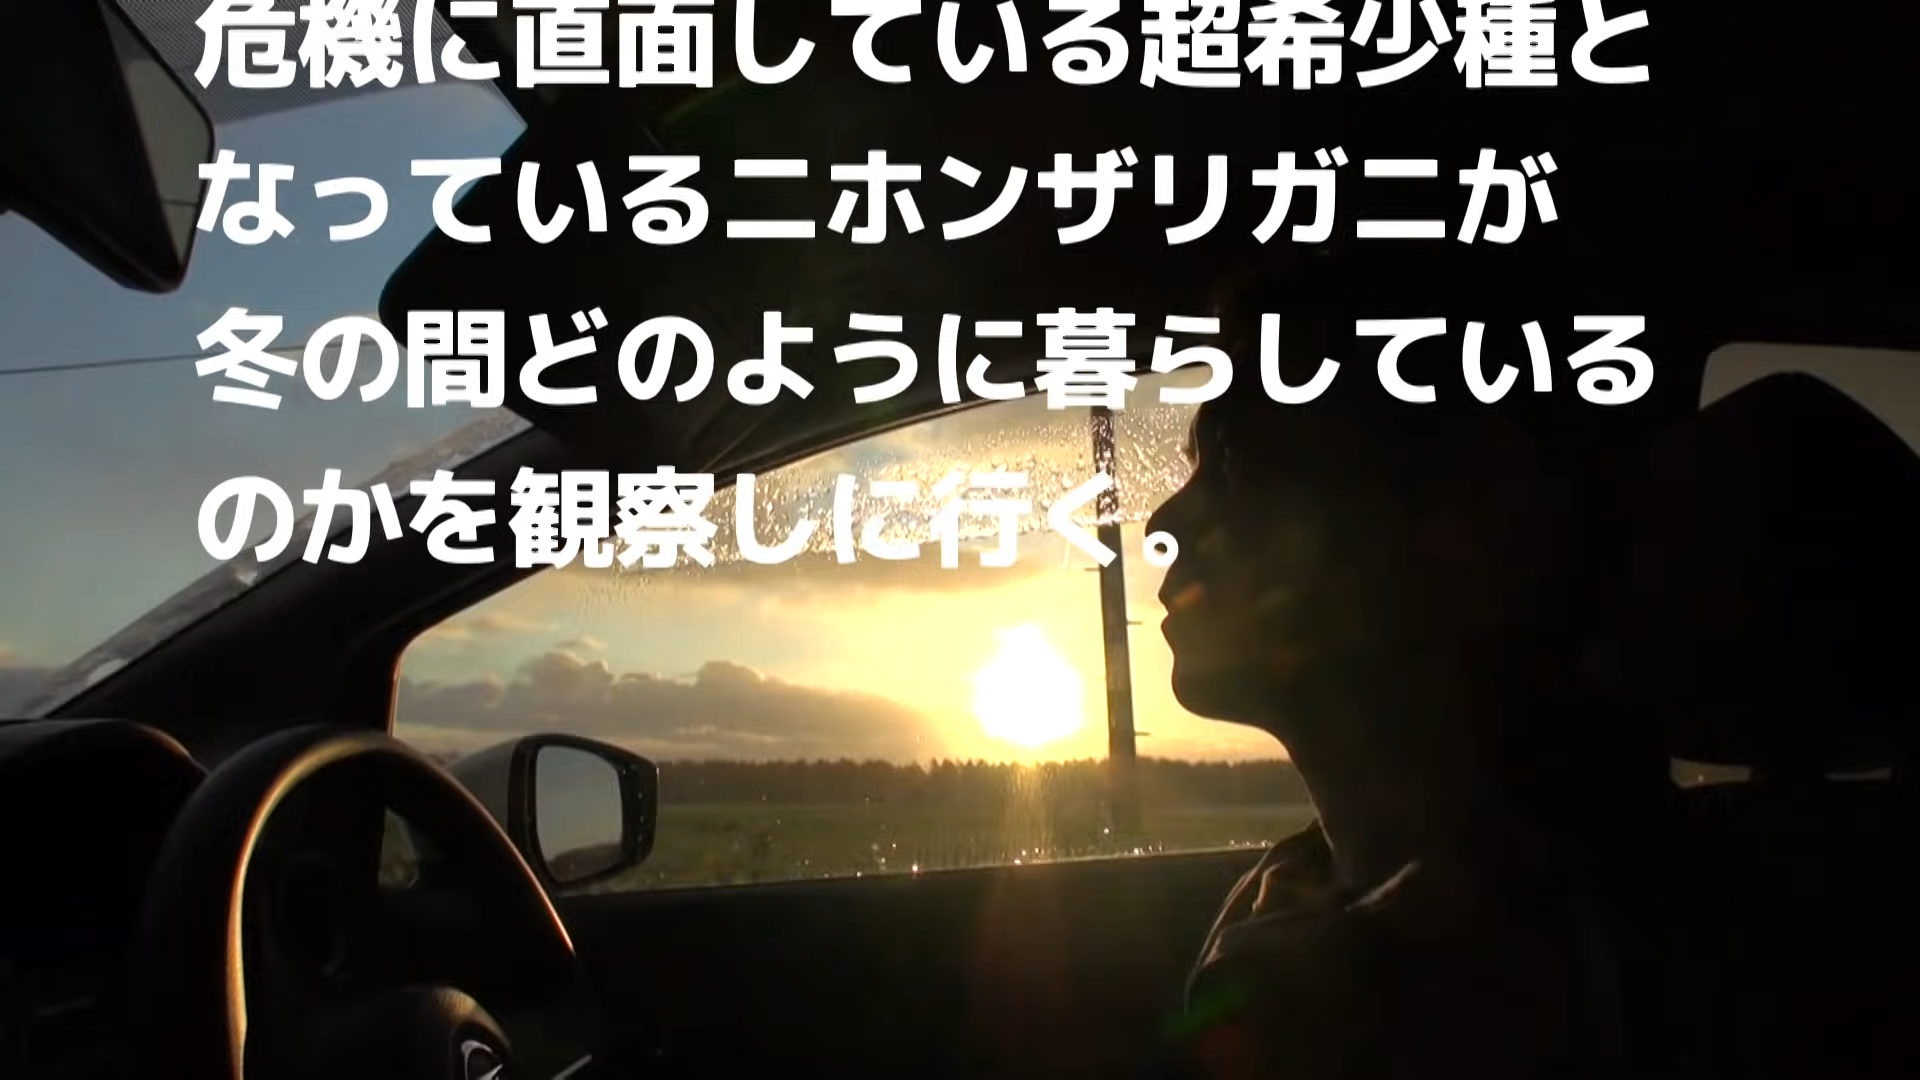 危機に直面している超希少種と
なっているニホンザリガニが
冬の間どのように暮らしている
のかを観察しに行く。